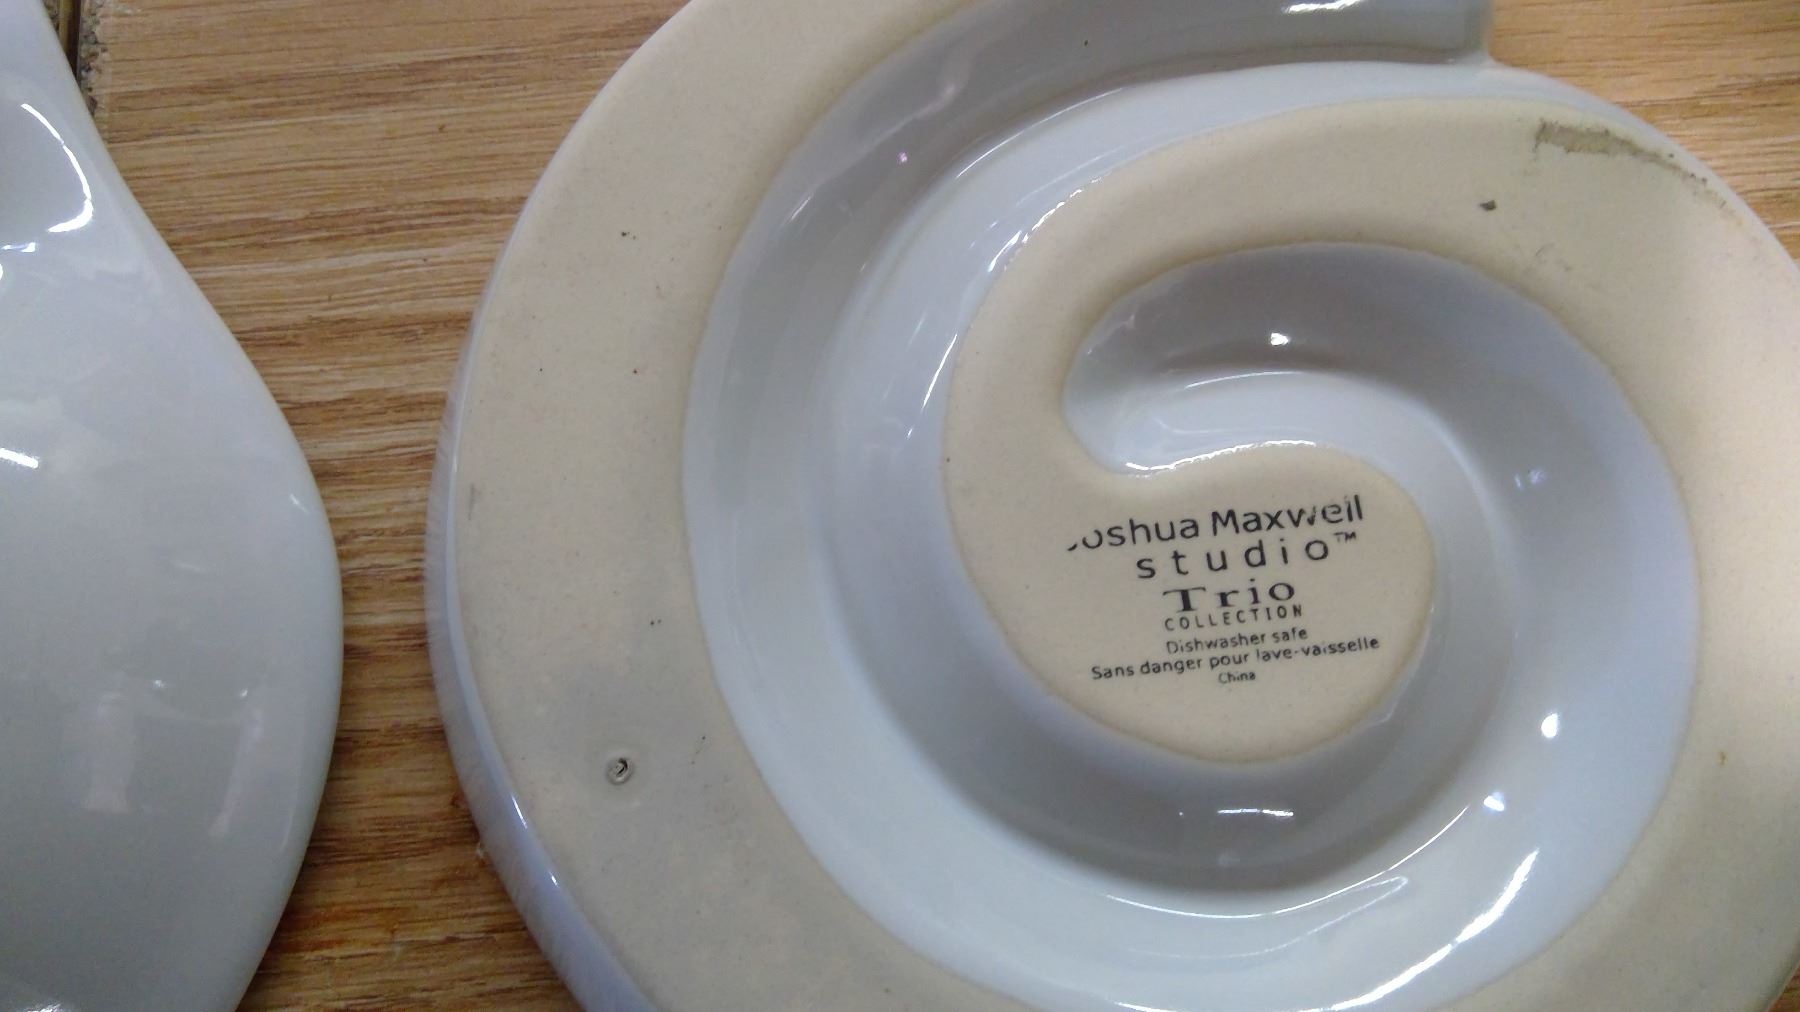 Joshua Maxwell
studio™
Trio
COLLECTION
Dishwasher safe
Sans danger pour lave-vaisselle
China